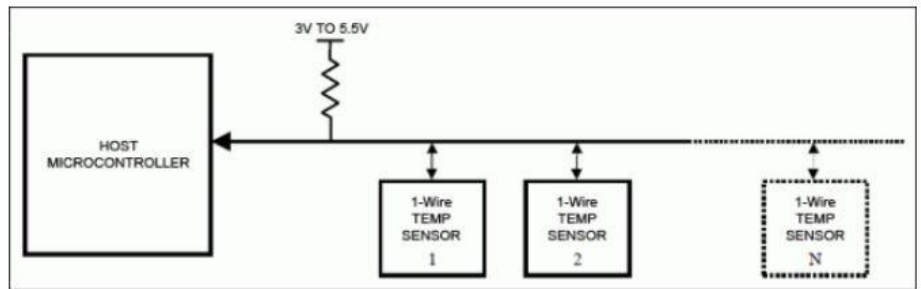 3V TO 5.5V
HOST
MICROCONTROLLER
1-Wire
TEMP
SENSOR
1
1-Wire
TEMP
SENSOR
2
1-Wire
TEMP
SENSOR
N